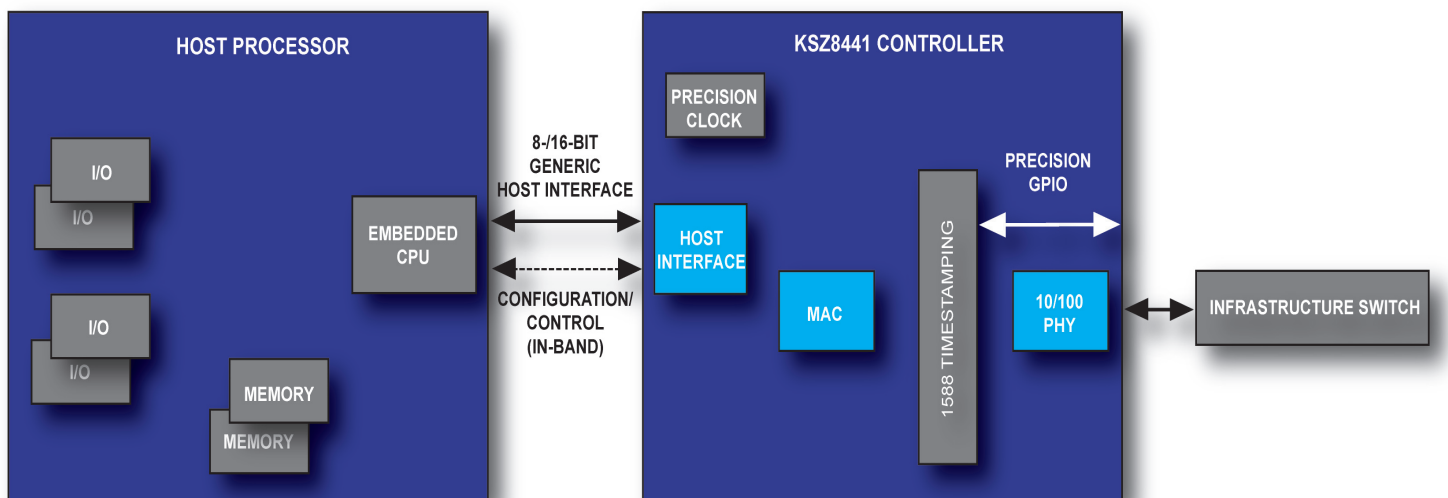 HOST PROCESSOR
I/O
I/O
I/O
I/O
MEMORY
MEMORY
EMBEDDED
CPU
8-/16-BIT
GENERIC
HOST INTERFACE
CONFIGURATION/
CONTROL
(IN-BAND)
KSZ8441 CONTROLLER
PRECISION
CLOCK
HOST
INTERFACE
MAC
1588 TIMESTAMPING
PRECISION
GPIO
10/100
PHY
INFRASTRUCTURE SWITCH